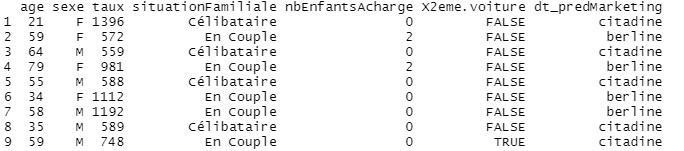 age sexe taux situationFamiliale nbEnfantsAcharge X2eme.voiture dt_predMarketing
1 21 F 1396 Célibataire 0 FALSE citadine
2 59 F 572 En Couple 2 FALSE berline
3 64 M 559 Célibataire 0 FALSE citadine
4 79 F 981 En Couple 2 FALSE berline
5 55 M 588 Célibataire 0 FALSE citadine
6 34 F 1112 En Couple 0 FALSE berline
7 58 M 1192 En Couple 0 FALSE berline
8 35 M 589 Célibataire 0 FALSE citadine
9 59 M 748 En Couple 0 TRUE citadine